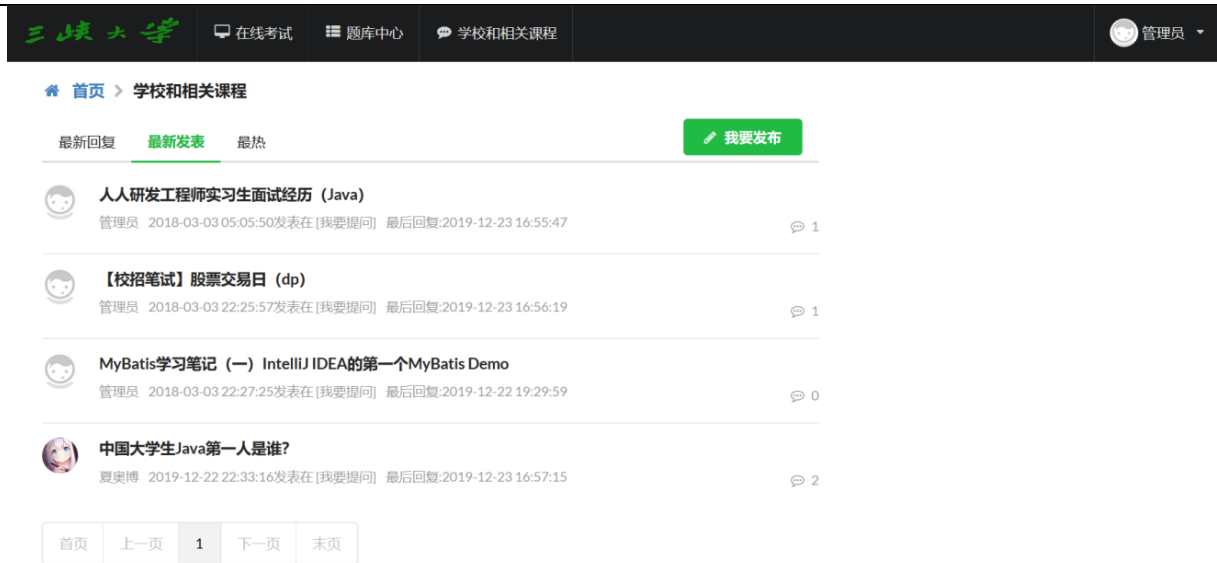 三峡大学 在线考试 题库中心 学校和相关课程 管理员
首页 > 学校和相关课程
最新回复 最新发表 最热 我要发布
人人研发工程师实习生面试经历（Java）
管理员 2018-03-03 05:05:50发表在 [我要提问] 最后回复:2019-12-23 16:55:47 1
【校招笔试】股票交易日（dp）
管理员 2018-03-03 22:25:57发表在 [我要提问] 最后回复:2019-12-23 16:56:19 1
MyBatis学习笔记（一）IntelliJ IDEA的第一个MyBatis Demo
管理员 2018-03-03 22:27:25发表在 [我要提问] 最后回复:2019-12-22 19:29:59 0
中国大学生Java第一人是谁？
夏奥博 2019-12-22 22:33:16发表在 [我要提问] 最后回复:2019-12-23 16:57:15 2
首页 上一页 1 下一页 末页